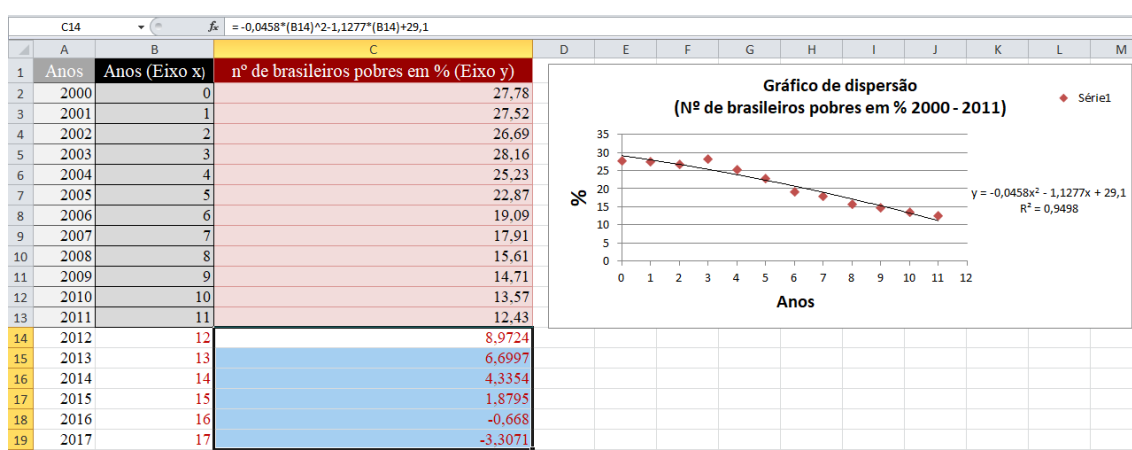 C14 fx = -0,0458*(B14)^2-1,1277*(B14)+29,1
A B C D E F G H I J K L M
1 Anos Anos (Eixo x) nº de brasileiros pobres em % (Eixo y)
2 2000 0 27,78
3 2001 1 27,52
4 2002 2 26,69
5 2003 3 28,16
6 2004 4 25,23
7 2005 5 22,87
8 2006 6 19,09
9 2007 7 17,91
10 2008 8 15,61
11 2009 9 14,71
12 2010 10 13,57
13 2011 11 12,43
14 2012 12 8,9724
15 2013 13 6,6997
16 2014 14 4,3354
17 2015 15 1,8795
18 2016 16 -0,668
19 2017 17 -3,3071
Gráfico de dispersão
(Nº de brasileiros pobres em % 2000 - 2011)
Série1
35
30
25
20
15
10
5
0
%
y = -0,0458x² - 1,1277x + 29,1
R² = 0,9498
0 1 2 3 4 5 6 7 8 9 10 11 12
Anos